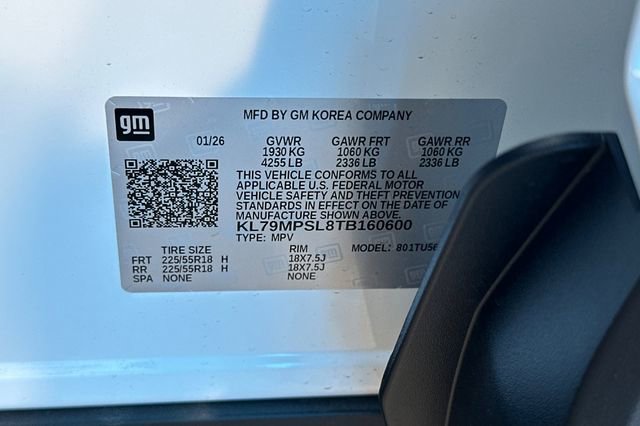 gm
MFD BY GM KOREA COMPANY
01/26 GVWR GAWR FRT GAWR RR
1930 KG 1060 KG 1060 KG
4255 LB 2336 LB 2336 LB
THIS VEHICLE CONFORMS TO ALL
APPLICABLE U.S. FEDERAL MOTOR
VEHICLE SAFETY AND THEFT PREVENTION
STANDARDS IN EFFECT ON THE DATE OF
MANUFACTURE SHOWN ABOVE.
KL79MPSL8TB160600
TYPE: MPV MODEL:
TIRE SIZE RIM
FRT 225/55R18 H 18X7.5J
RR 225/55R18 H 18X7.5J
SPA NONE NONE